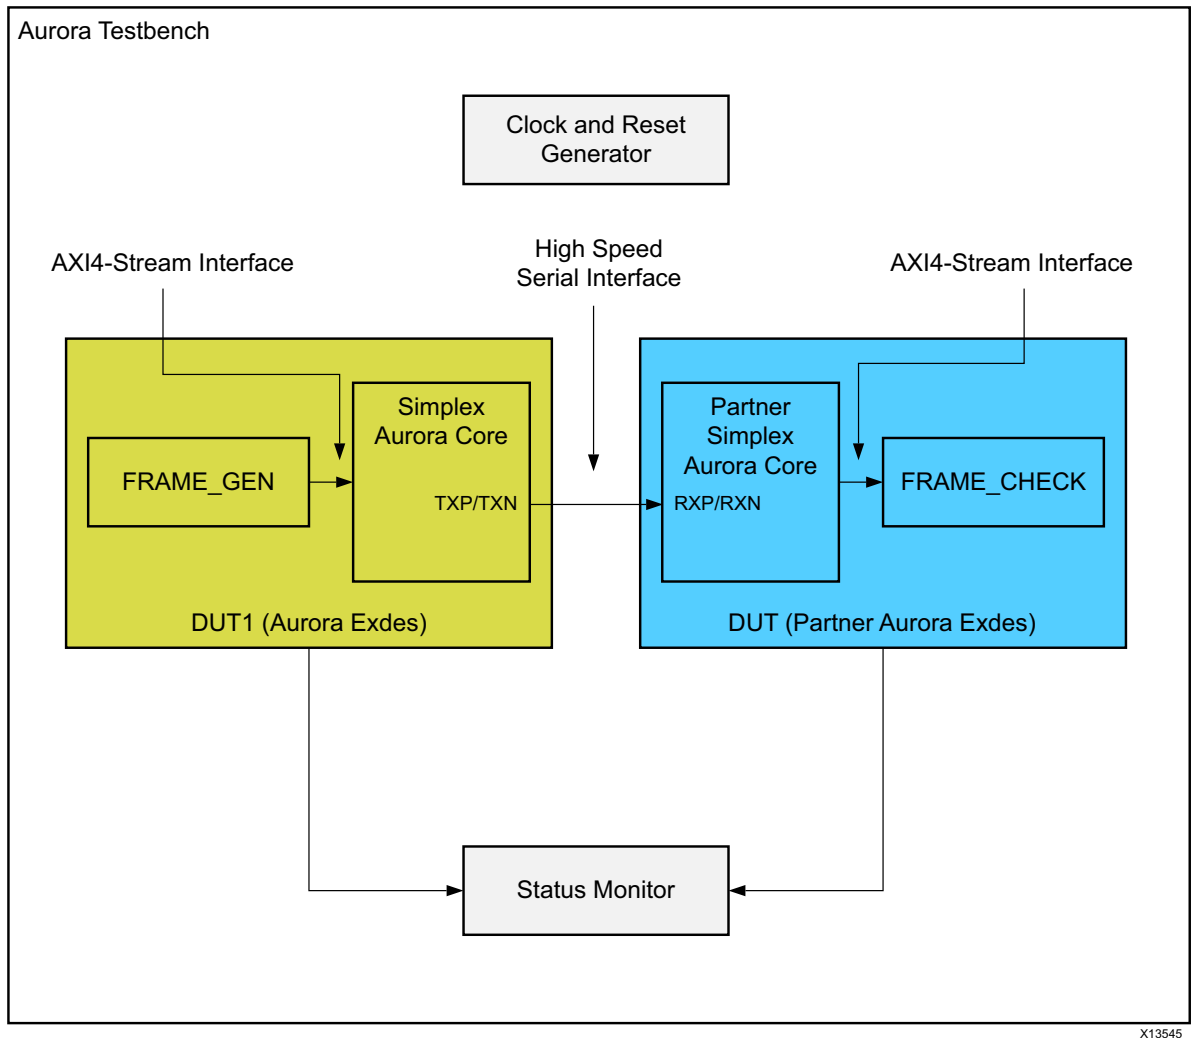 Aurora Testbench
Clock and Reset
Generator
AXI4-Stream Interface
High Speed
Serial Interface
AXI4-Stream Interface
Simplex
Aurora Core
FRAME_GEN
TXP/TXN
DUT1 (Aurora Exdes)
Partner
Simplex
Aurora Core
RXP/RXN
FRAME_CHECK
DUT (Partner Aurora Exdes)
Status Monitor
X13545